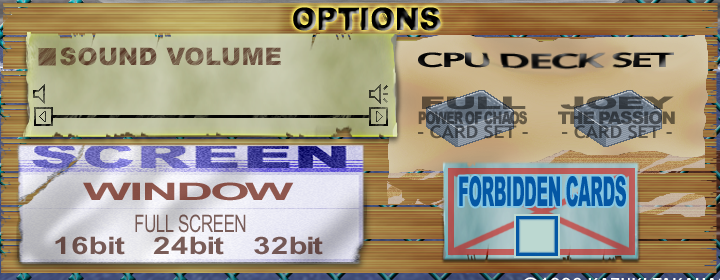 OPTIONS
SOUND VOLUME
CPU DECK SET
FULL
POWER OF CHAOS
- CARD SET -
JOEY
THE PASSION
- CARD SET -
SCREEN
WINDOW
FULL SCREEN
16bit 24bit 32bit
FORBIDDEN CARDS